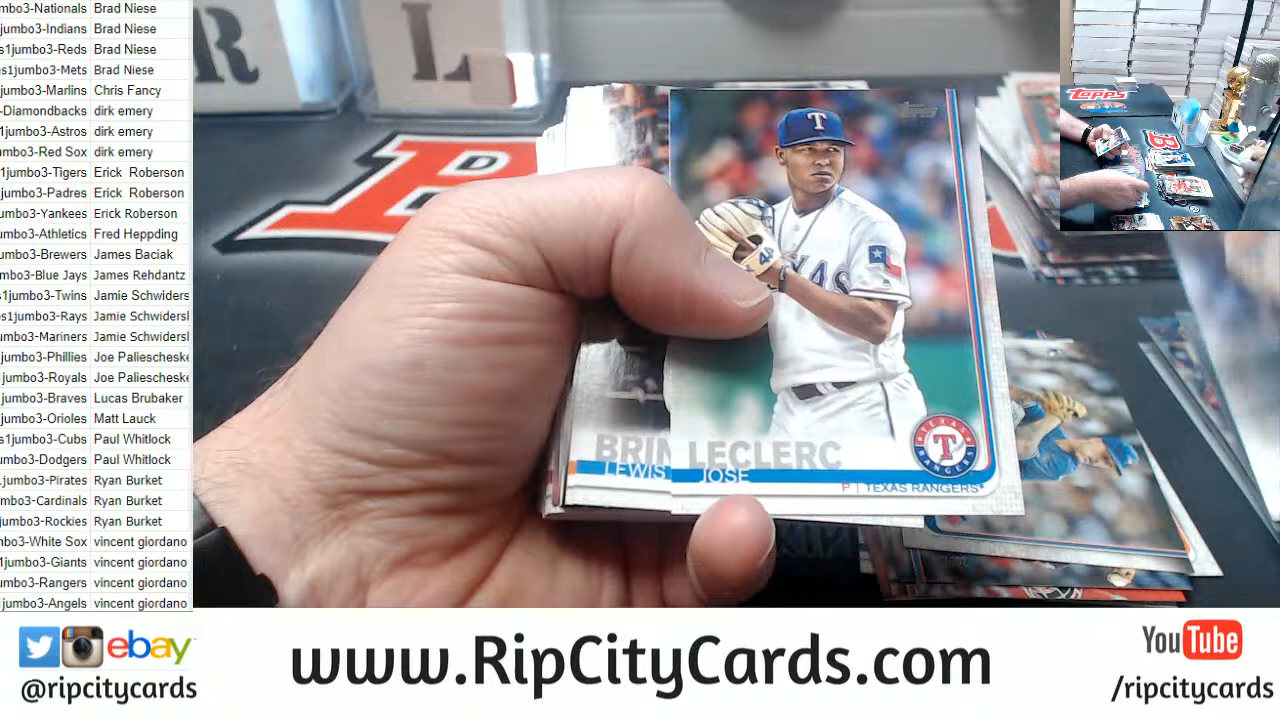 mbo3-Nationals Brad Niese
jumbo3-Indians Brad Niese
s1jumbo3-Reds Brad Niese
es1jumbo3-Mets Brad Niese
jumbo3-Marlins Chris Fancy
-Diamondbacks dirk emery
1jumbo3-Astros dirk emery
mbo3-Red Sox dirk emery
1jumbo3-Tigers Erick Roberson
jumbo3-Padres Erick Roberson
umbo3-Yankees Erick Roberson
umbo3-Athletics Fred Heppding
umbo3-Brewers James Baciak
mbo3-Blue Jays James Rehdantz
s1jumbo3-Twins Jamie Schwiders
es1jumbo3-Rays Jamie Schwidersl
umbo3-Mariners Jamie Schwidersl
jumbo3-Phillies Joe Paliescheske
jumbo3-Royals Joe Paliescheske
jumbo3-Braves Lucas Brubaker
jumbo3-Orioles Matt Lauck
s1jumbo3-Cubs Paul Whitlock
umbo3-Dodgers Paul Whitlock
jumbo3-Pirates Ryan Burket
mbo3-Cardinals Ryan Burket
jumbo3-Rockies Ryan Burket
mbo3-White Sox vincent giordano
jumbo3-Giants vincent giordano
umbo3-Rangers vincent giordano
jumbo3-Angels vincent giordano
R L
Topps
B
D
T
TEXAS
44
BRIN
LEWIS
LECLERC
JOSE
P | TEXAS RANGERS
TEXAS
T
RANGERS
ebay
@ripcitycards
www.RipCityCards.com
YouTube
/ripcitycards